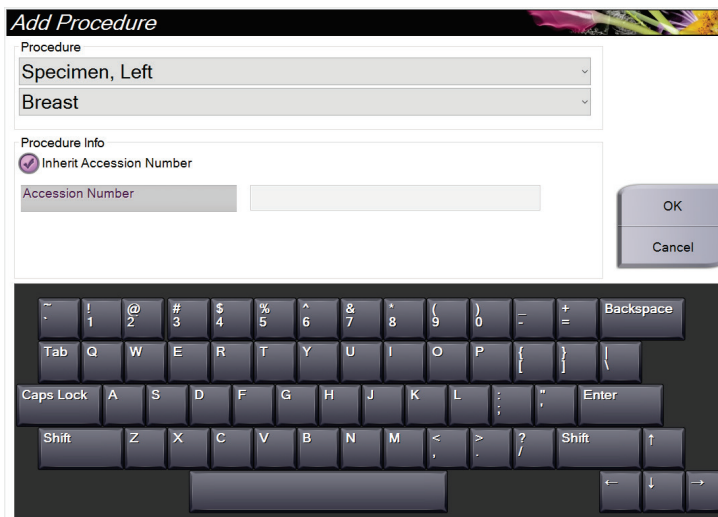 Add Procedure
Procedure
Specimen, Left
Breast
Procedure Info
Inherit Accession Number
Accession Number
OK
Cancel
~ ! @ # $ % ^ & * ( ) _ + Backspace
` 1 2 3 4 5 6 7 8 9 0 - =
Tab Q W E R T Y U I O P { } |
[ ] \
Caps Lock A S D F G H J K L : " Enter
; '
Shift Z X C V B N M < > ? Shift ↑
, . /
← ↓ →